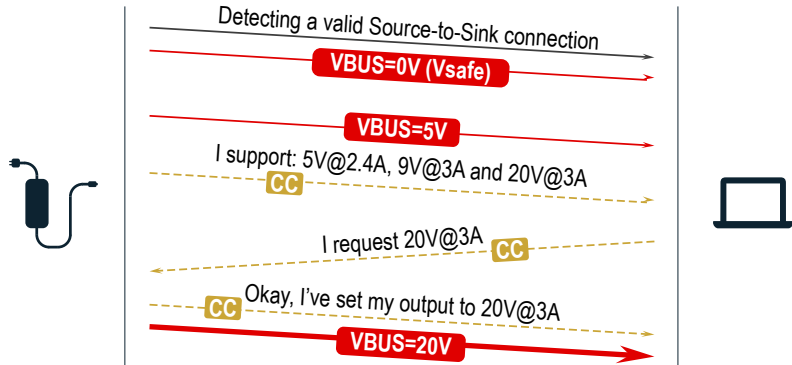 Detecting a valid Source-to-Sink connection
VBUS=0V (Vsafe)
VBUS=5V
I support: 5V@2.4A, 9V@3A and 20V@3A
CC
I request 20V@3A
CC
Okay, I've set my output to 20V@3A
CC
VBUS=20V